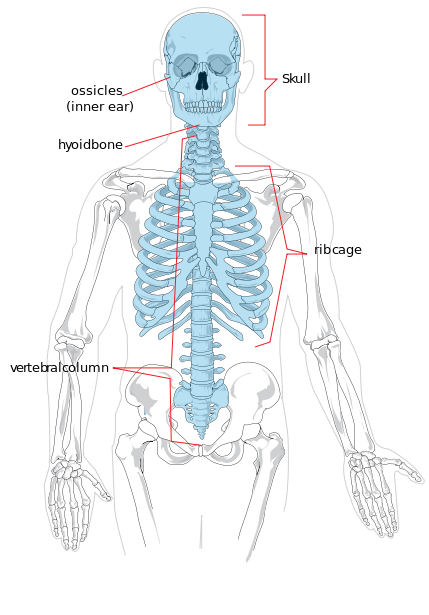 Skull
ossicles
(inner ear)
hyoidbone
ribcage
vertebralcolumn